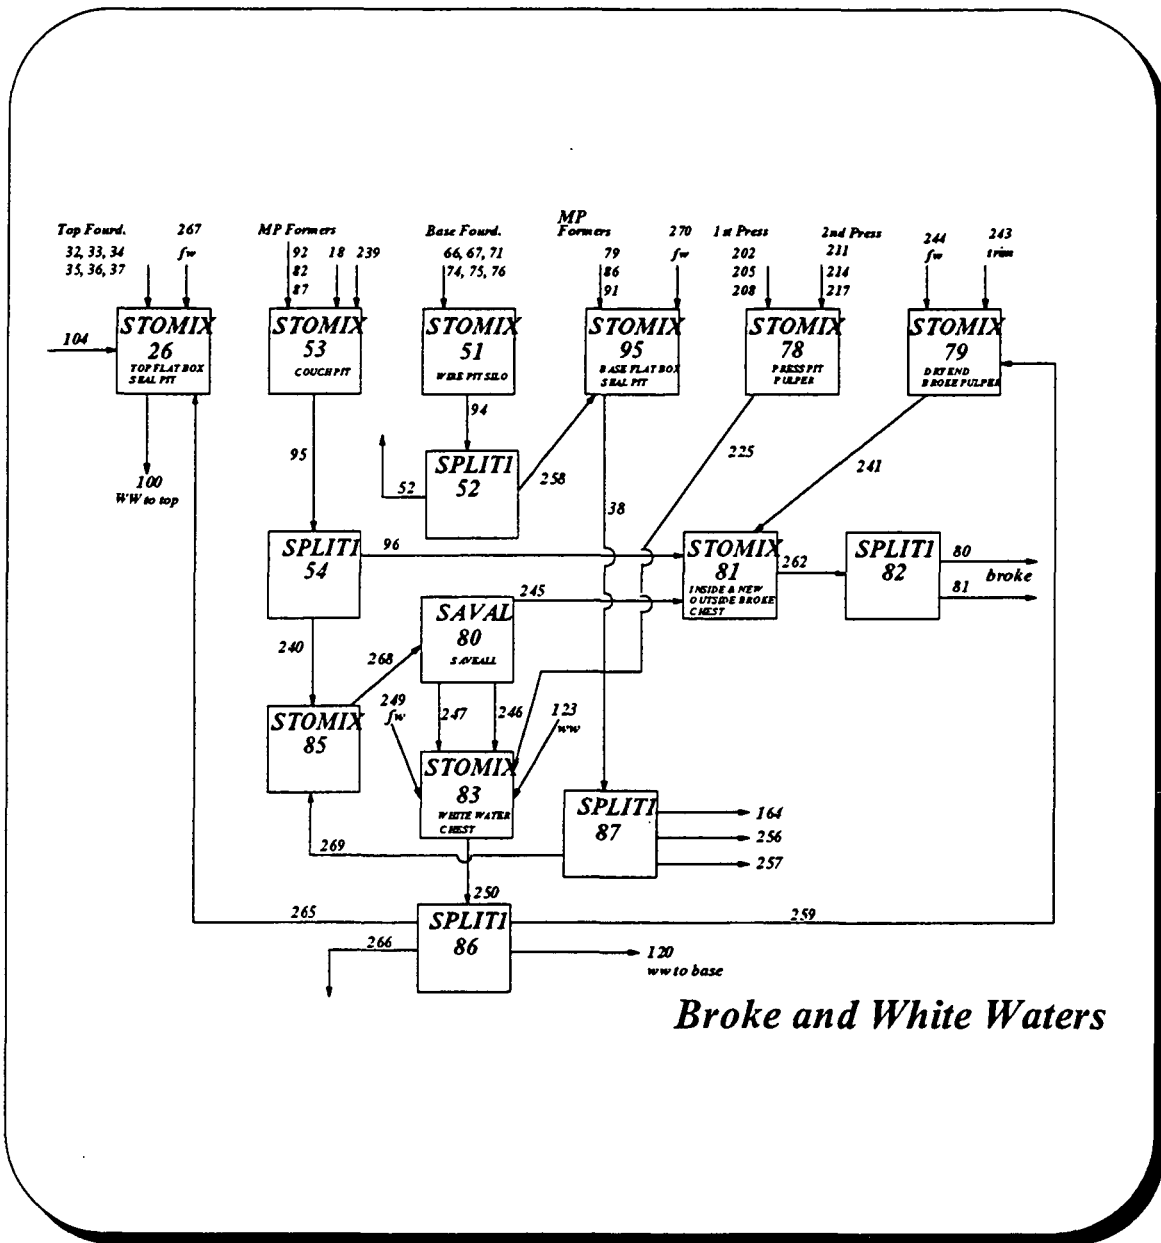 Top Fourd.
32, 33, 34
35, 36, 37
267
fw
MP Formers
92
82
87
18
239
Base Fourd.
66, 67, 71
74, 75, 76
MP
Formers
79
86
91
270
fw
1st Press
202
205
208
2nd Press
211
214
217
244
fw
243
trim
104
STOMIX
26
TOP FLAT BOX
SEAL PIT
STOMIX
53
COUCH PIT
STOMIX
51
WIRE PIT SILO
STOMIX
95
BASE FLAT BOX
SEAL PIT
STOMIX
78
PRESS PIT
PULPER
STOMIX
79
DRY END
BROKE PULPER
100
WW to top
95
94
SPLIT1
52
52
258
38
225
241
SPLIT1
54
96
STOMIX
81
INSIDE & NEW
OUTSIDE BROKE
CHEST
262
SPLIT1
82
80
broke
81
240
268
SAVAL
80
SAVEALL
245
STOMIX
85
249
fw
247
246
123
ww
STOMIX
83
WHITE WATER
CHEST
SPLIT1
87
164
256
257
269
250
265
SPLIT1
86
259
266
120
ww to base
Broke and White Waters